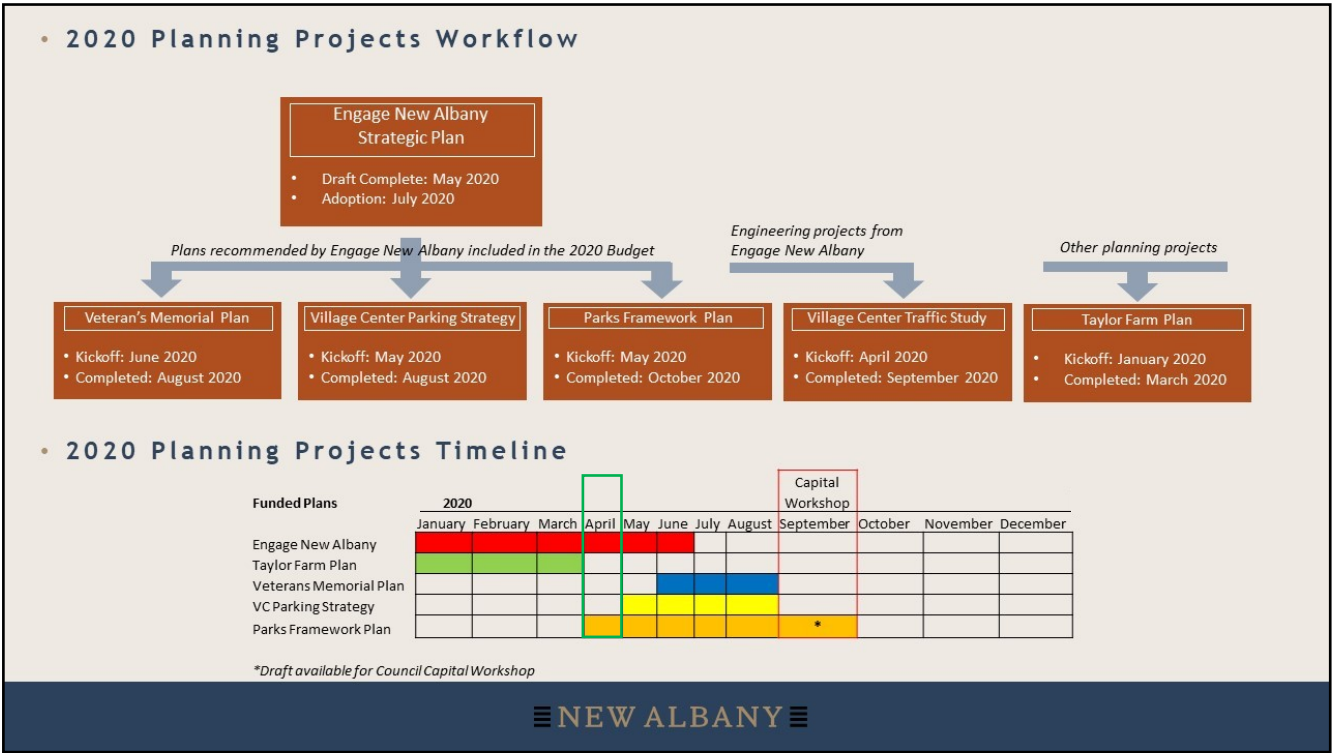 • 2020 Planning Projects Workflow
Engage New Albany
Strategic Plan
• Draft Complete: May 2020
• Adoption: July 2020
Plans recommended by Engage New Albany included in the 2020 Budget
Engineering projects from
Engage New Albany
Other planning projects
Veteran's Memorial Plan
• Kickoff: June 2020
• Completed: August 2020
Village Center Parking Strategy
• Kickoff: May 2020
• Completed: August 2020
Parks Framework Plan
• Kickoff: May 2020
• Completed: October 2020
Village Center Traffic Study
• Kickoff: April 2020
• Completed: September 2020
Taylor Farm Plan
• Kickoff: January 2020
• Completed: March 2020
• 2020 Planning Projects Timeline
Capital
Funded Plans 2020 Workshop
January February March April May June July August September October November December
Engage New Albany
Taylor Farm Plan
Veterans Memorial Plan
VC Parking Strategy
Parks Framework Plan *
*Draft available for Council Capital Workshop
NEW ALBANY